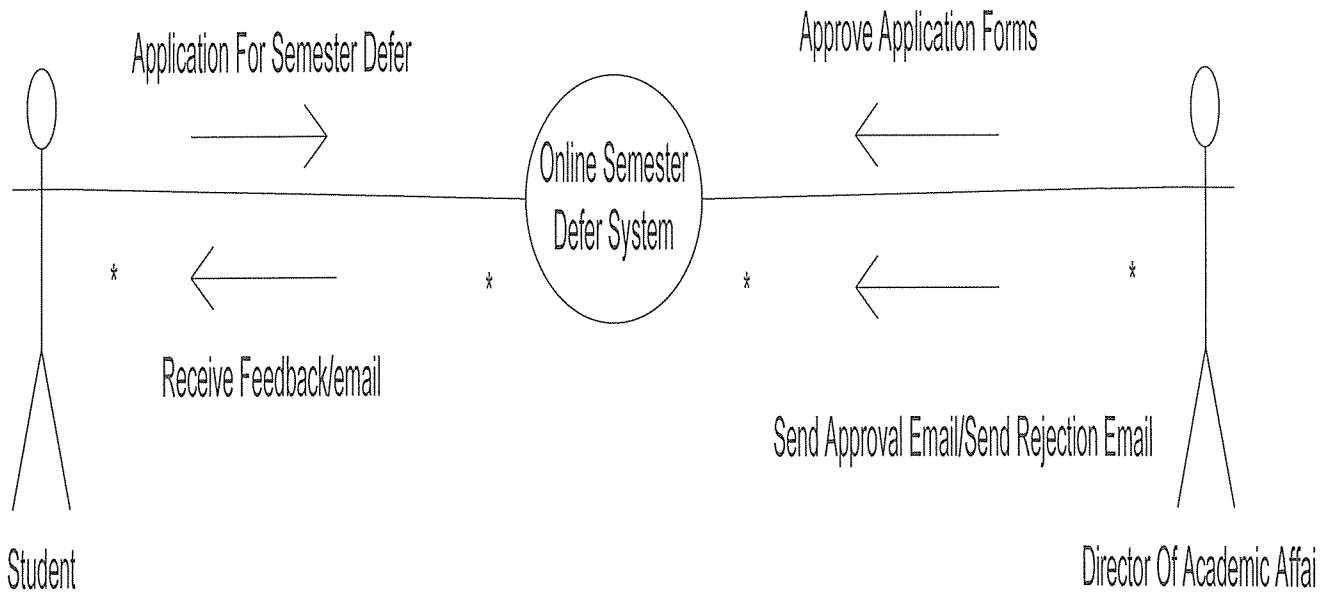 Application For Semester Defer
Approve Application Forms
Online Semester
Defer System
*
*
*
*
Receive Feedback/email
Send Approval Email/Send Rejection Email
Student
Director Of Academic Affai